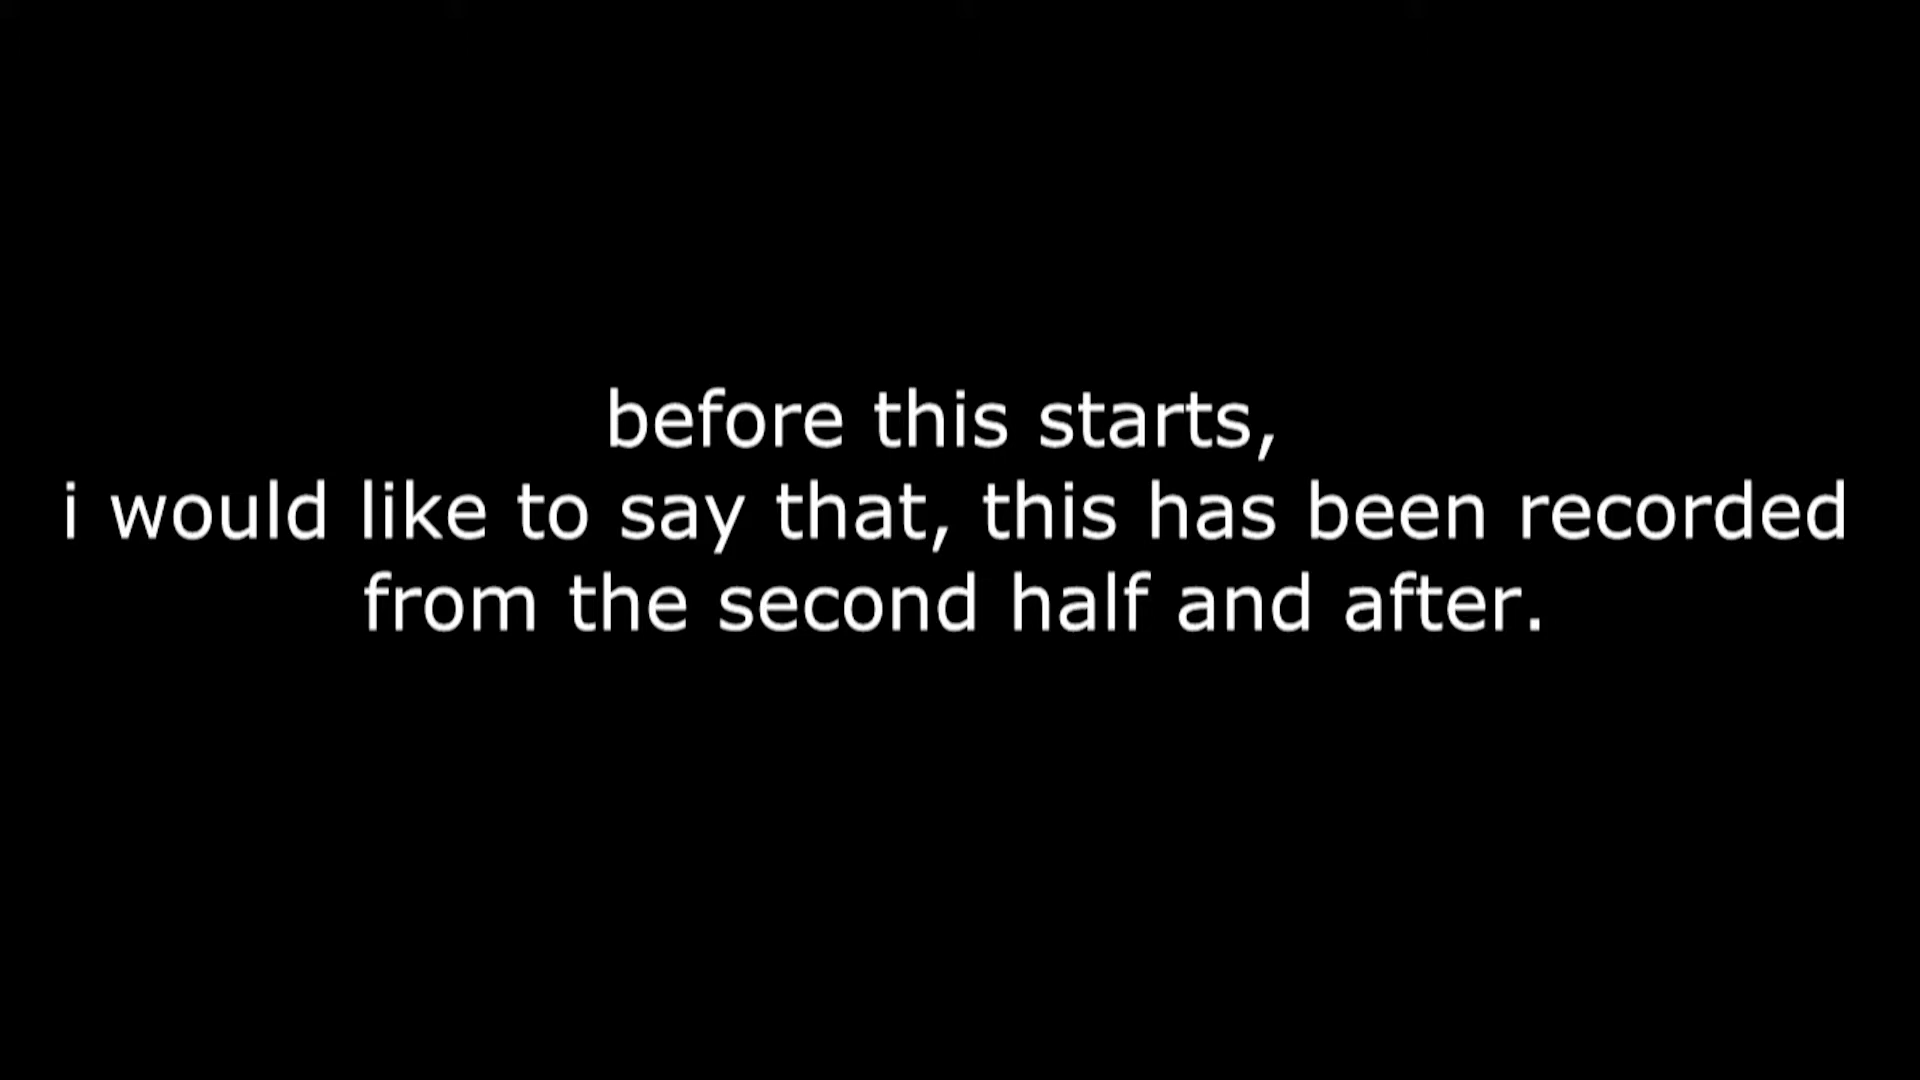 before this starts,
i would like to say that, this has been recorded
from the second half and after.